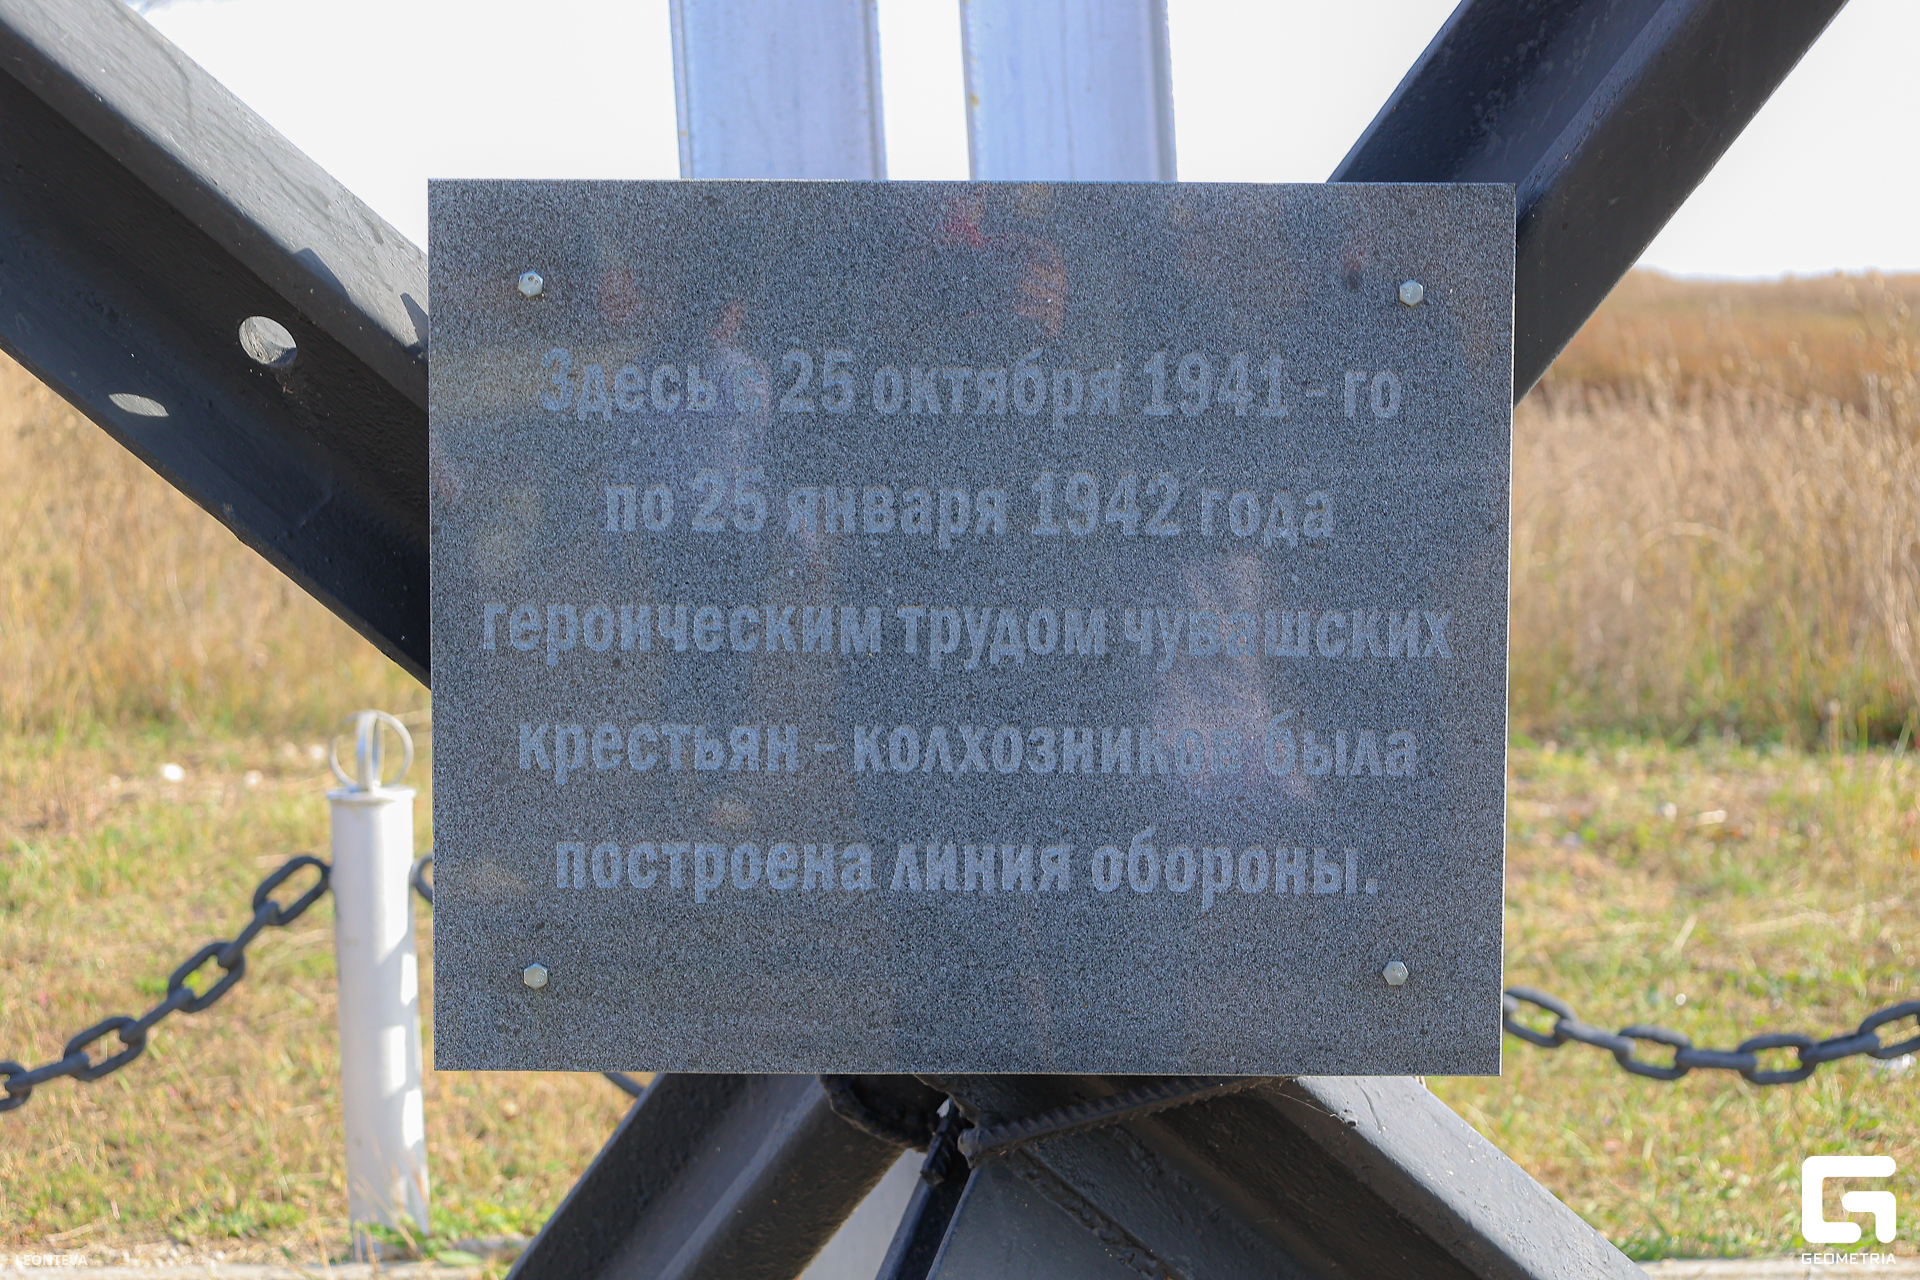 Здесь с 25 октября 1941 - го
по 25 января 1942 года
героическим трудом чувашских
крестьян - колхозников была
построена линия обороны.
LEONTEVA
GEOMETRIA